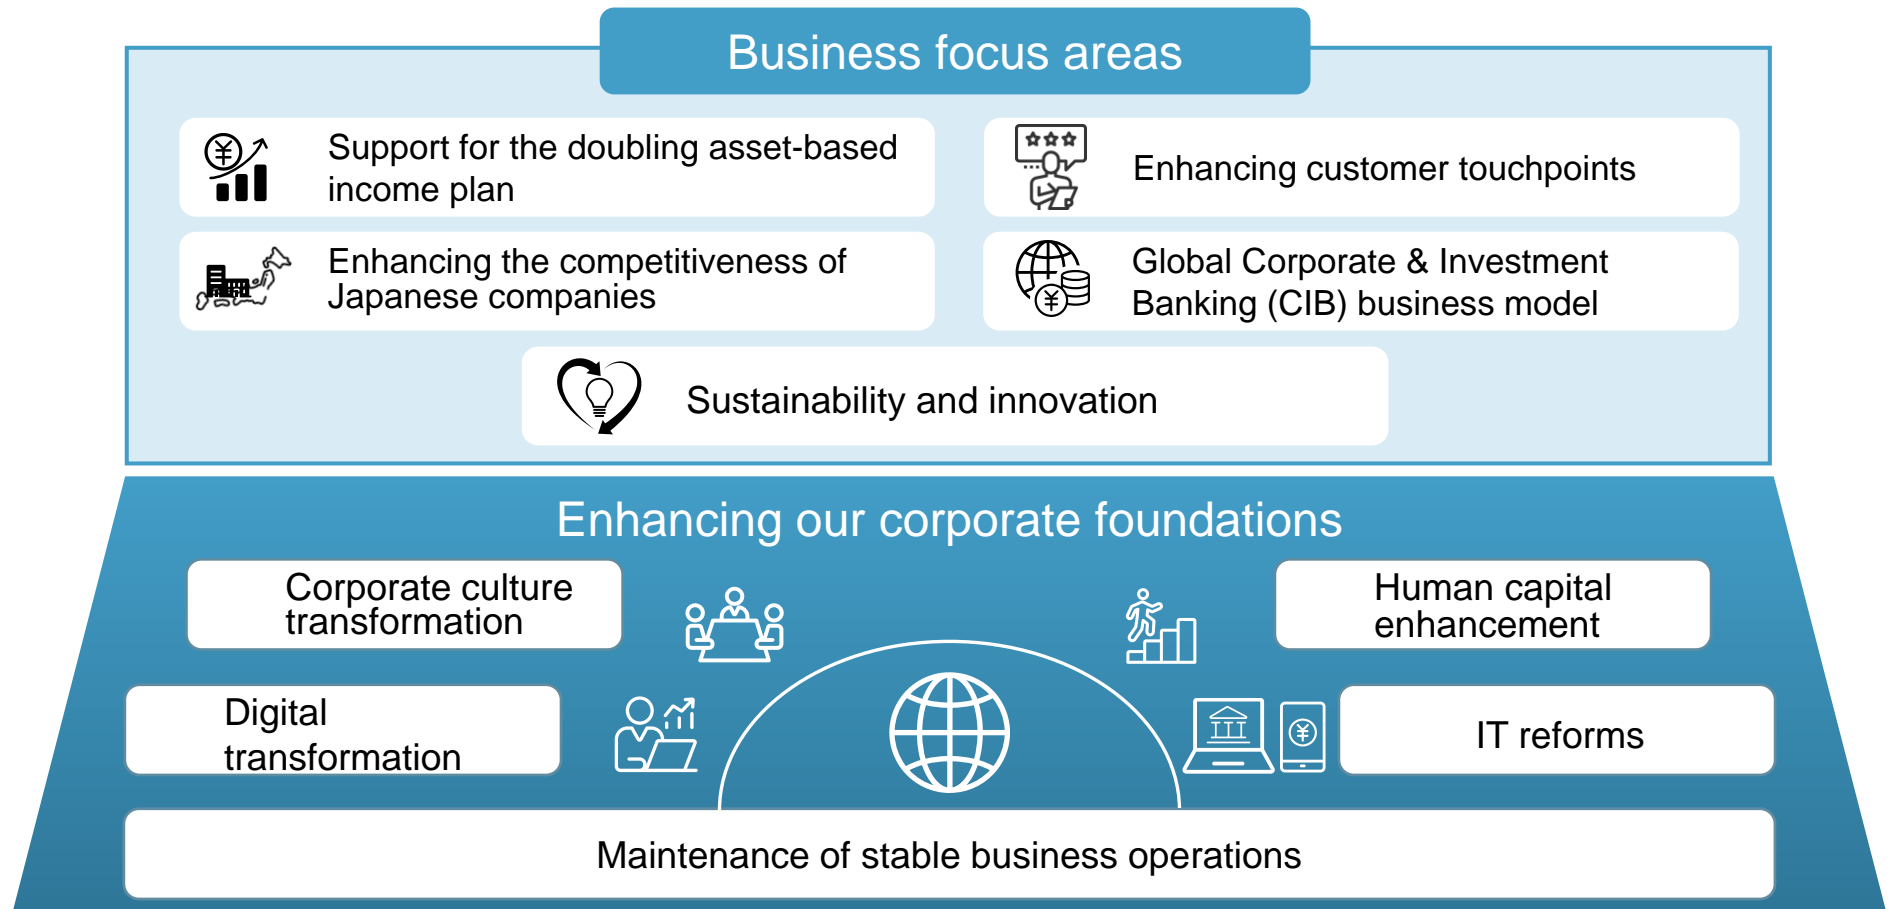 Business focus areas
Support for the doubling asset-based
income plan
Enhancing customer touchpoints
Enhancing the competitiveness of
Japanese companies
Global Corporate & Investment
Banking (CIB) business model
Sustainability and innovation
Enhancing our corporate foundations
Corporate culture
transformation
Human capital
enhancement
Digital
transformation
IT reforms
Maintenance of stable business operations